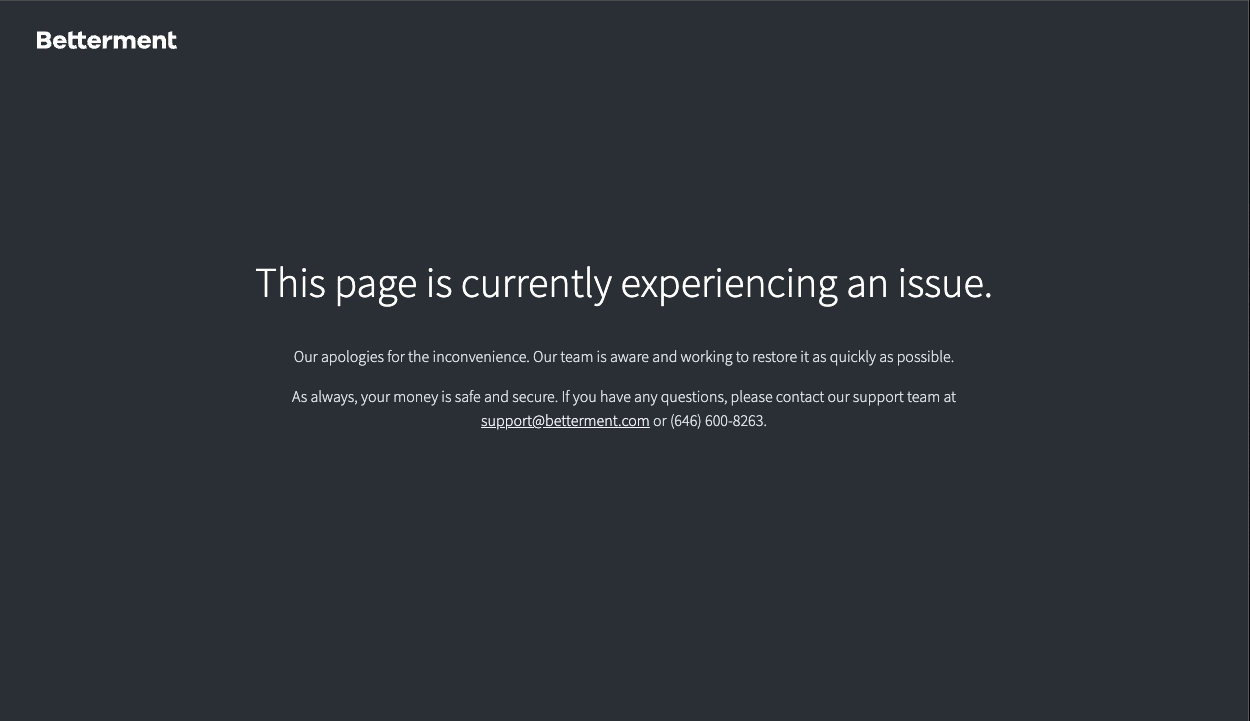 Betterment
This page is currently experiencing an issue.
Our apologies for the inconvenience. Our team is aware and working to restore it as quickly as possible.
As always, your money is safe and secure. If you have any questions, please contact our support team at
support@betterment.com or (646) 600-8263.